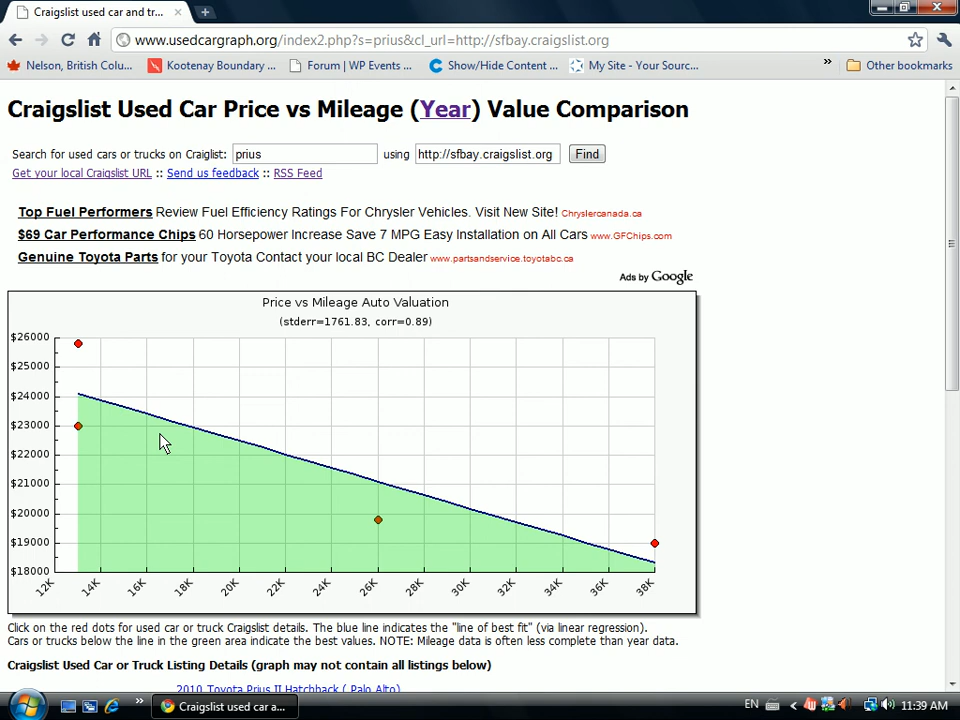 Craigslist used car and tr...
www.usedcargraph.org/index2.php?s=prius&cl_url=http://sfbay.craigslist.org
Nelson, British Colu...
Kootenay Boundary ...
Forum | WP Events ...
Show/Hide Content ...
My Site - Your Sourc...
»
Other bookmarks
Craigslist Used Car Price vs Mileage (Year) Value Comparison
Search for used cars or trucks on Craiglist: prius using http://sfbay.craigslist.org Find
Get your local Craigslist URL :: Send us feedback :: RSS Feed
Top Fuel Performers Review Fuel Efficiency Ratings For Chrysler Vehicles. Visit New Site! Chryslercanada.ca
$69 Car Performance Chips 60 Horsepower Increase Save 7 MPG Easy Installation on All Cars www.GFChips.com
Genuine Toyota Parts for your Toyota Contact your local BC Dealer www.partsandservice.toyotabc.ca
Ads by Google
Price vs Mileage Auto Valuation
(stderr=1761.83, corr=0.89)
$26000
$25000
$24000
$23000
$22000
$21000
$20000
$19000
$18000
12K 14K 16K 18K 20K 22K 24K 26K 28K 30K 32K 34K 36K 38K
Click on the red dots for used car or truck Craigslist details. The blue line indicates the "line of best fit" (via linear regression).
Cars or trucks below the line in the green area indicate the best values. NOTE: Mileage data is often less complete than year data.
Craigslist Used Car or Truck Listing Details (graph may not contain all listings below)
2010 Toyota Prius II Hatchback ( Palo Alto)
»
Craigslist used car a...
EN
11:39 AM